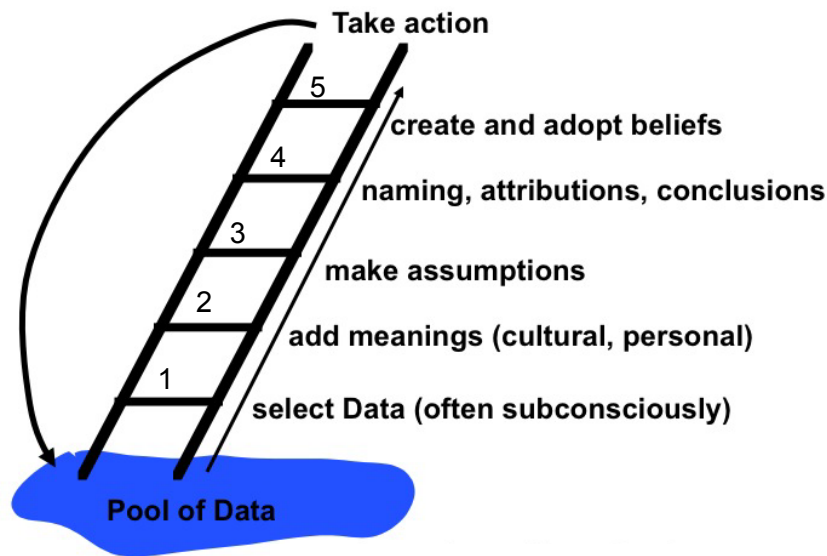 Take action
5
create and adopt beliefs
4
naming, attributions, conclusions
3
make assumptions
2
add meanings (cultural, personal)
1
select Data (often subconsciously)
Pool of Data